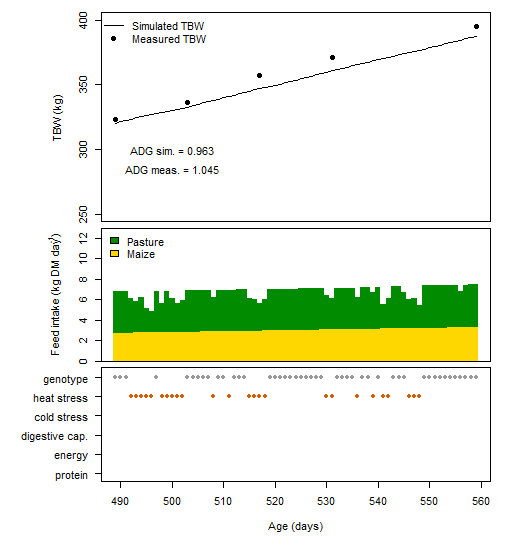 Simulated TBW
Measured TBW
TBW (kg)
400
350
300
250
ADG sim. = 0.963
ADG meas. = 1.045
Pasture
Maize
Feed intake (kg DM day⁾)
12
10
8
6
4
2
0
genotype
heat stress
cold stress
digestive cap.
energy
protein
490 500 510 520 530 540 550 560
Age (days)